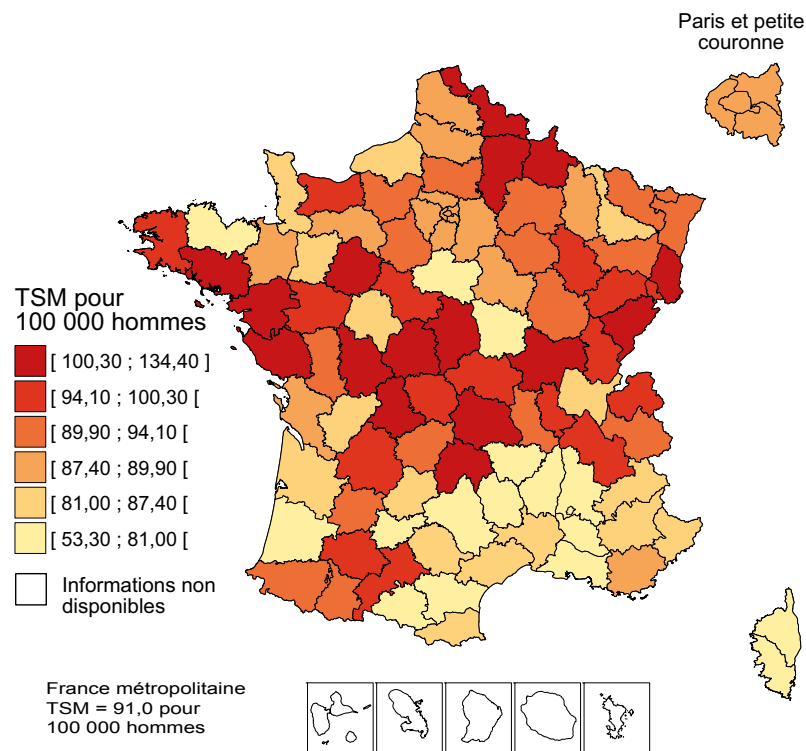 Paris et petite
couronne
TSM pour
100 000 hommes
[ 100,30 ; 134,40 ]
[ 94,10 ; 100,30 [
[ 89,90 ; 94,10 [
[ 87,40 ; 89,90 [
[ 81,00 ; 87,40 [
[ 53,30 ; 81,00 [
Informations non
disponibles
France métropolitaine
TSM = 91,0 pour
100 000 hommes